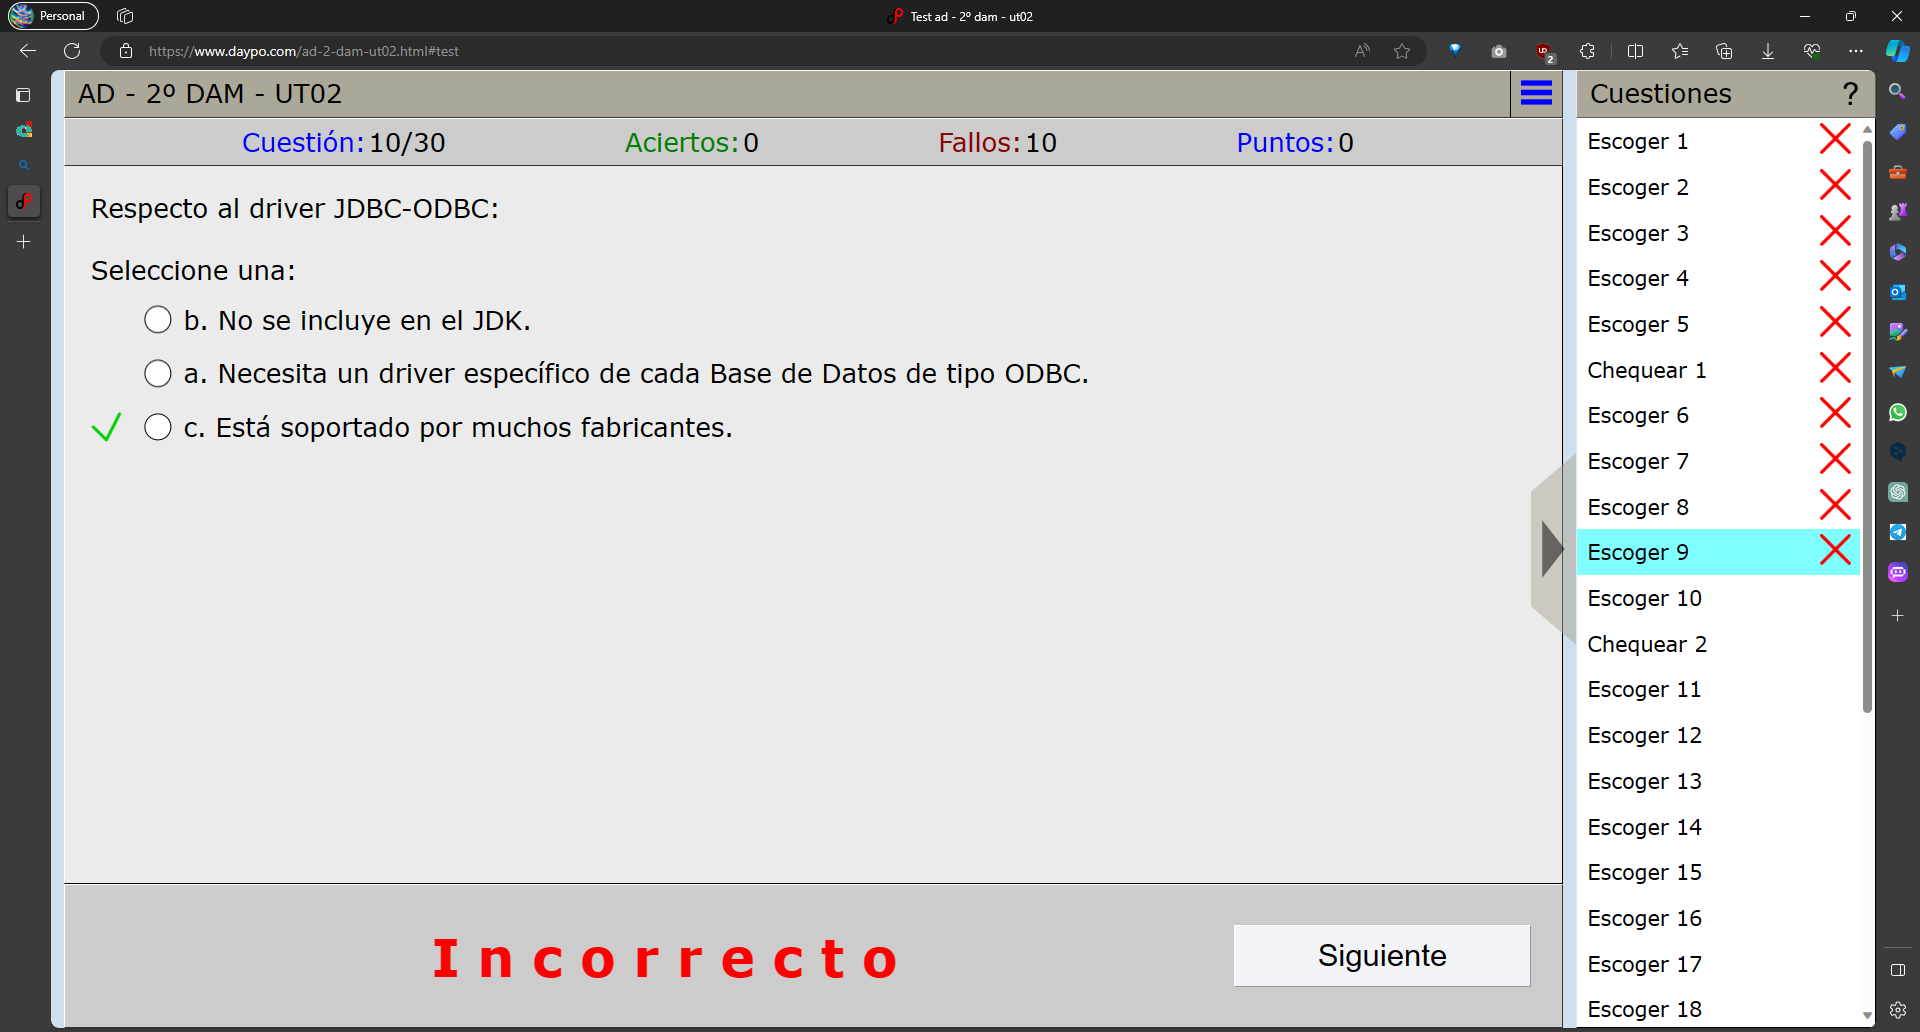 Personal
Test ad - 2º dam - ut02
https://www.daypo.com/ad-2-dam-ut02.html#test
2
AD - 2º DAM - UT02
Cuestión: 10/30
Aciertos: 0
Fallos: 10
Puntos: 0
Respecto al driver JDBC-ODBC:
Seleccione una:
b. No se incluye en el JDK.
a. Necesita un driver específico de cada Base de Datos de tipo ODBC.
c. Está soportado por muchos fabricantes.
Incorrecto
Siguiente
Cuestiones ?
Escoger 1
Escoger 2
Escoger 3
Escoger 4
Escoger 5
Chequear 1
Escoger 6
Escoger 7
Escoger 8
Escoger 9
Escoger 10
Chequear 2
Escoger 11
Escoger 12
Escoger 13
Escoger 14
Escoger 15
Escoger 16
Escoger 17
Escoger 18